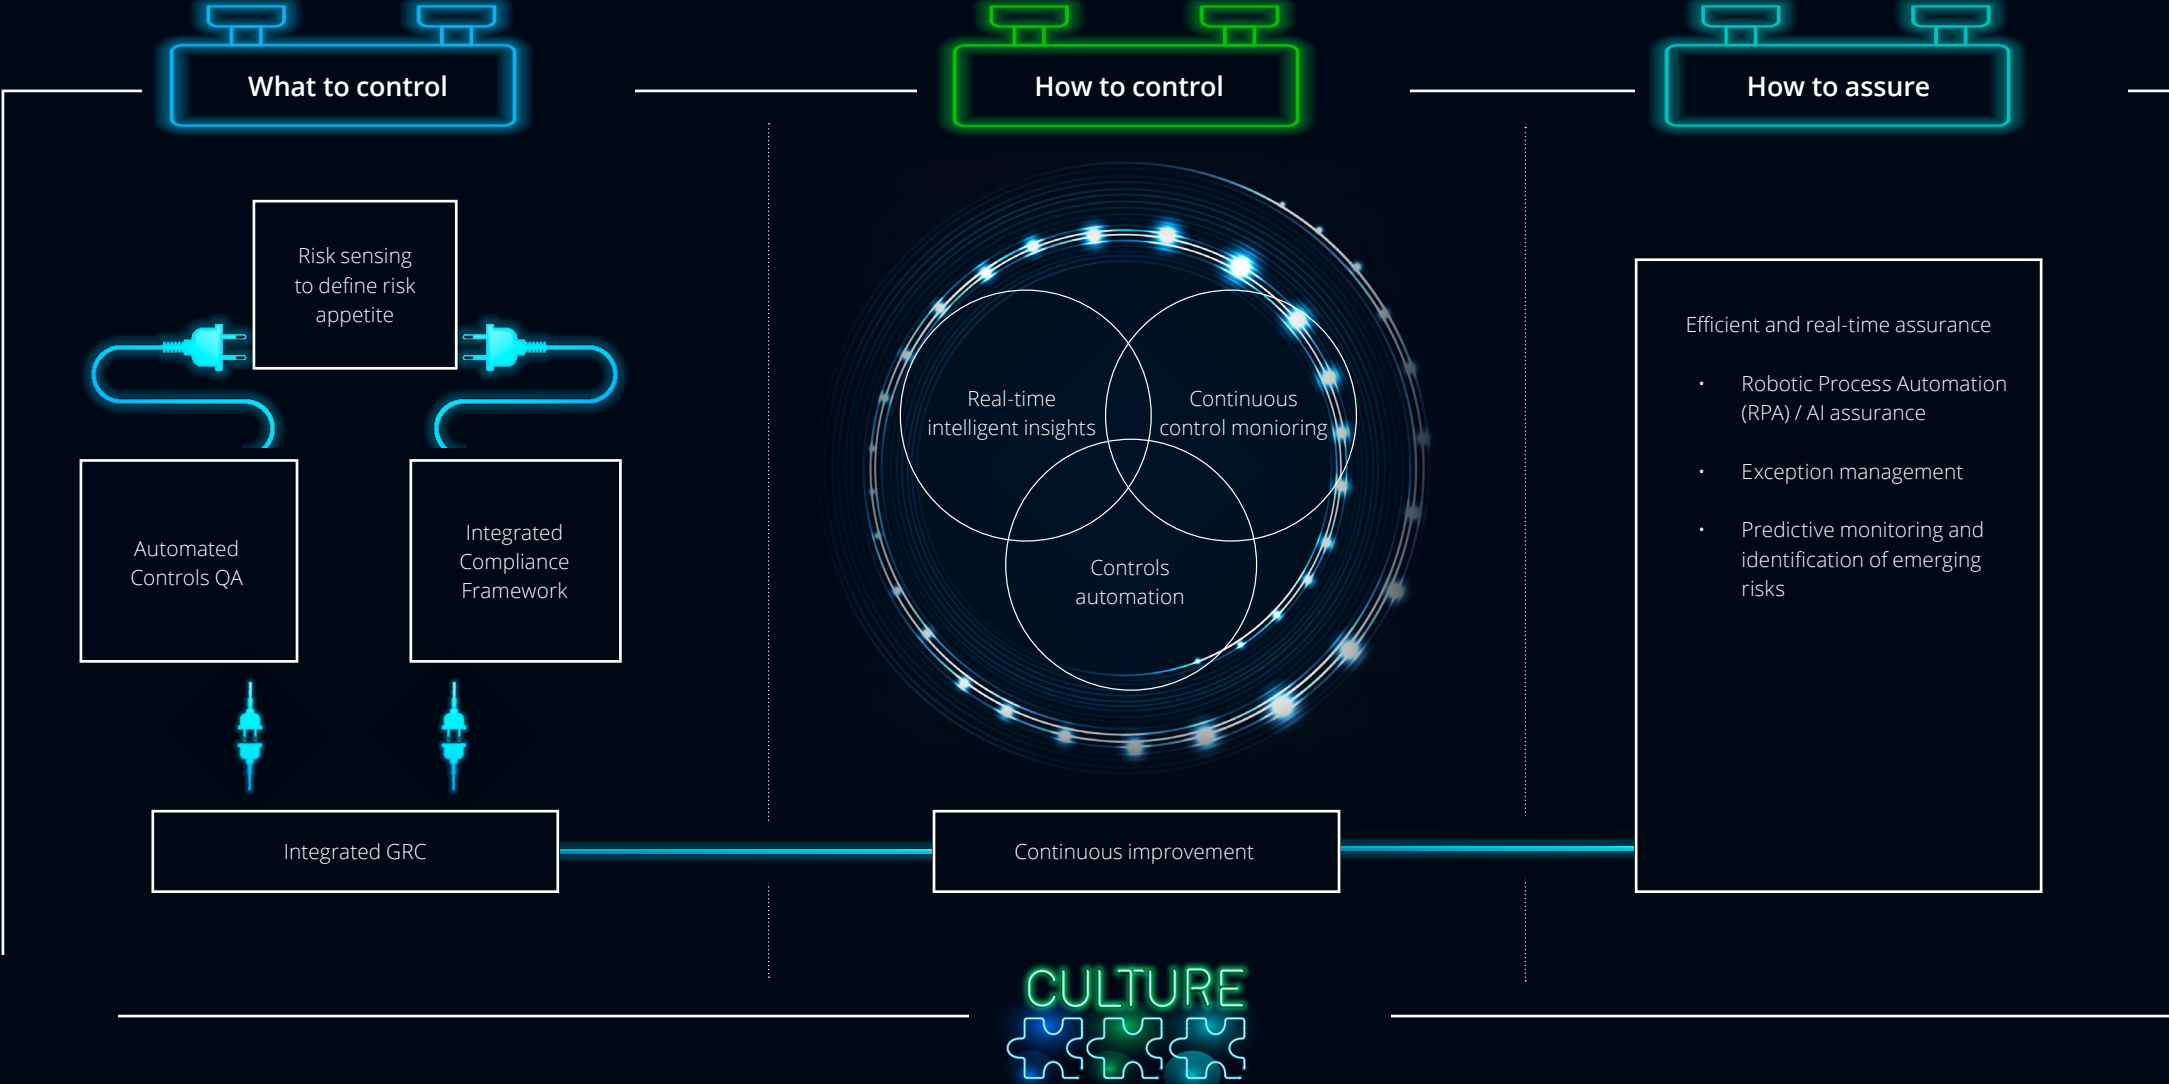 What to control
How to control
How to assure
Risk sensing
to define risk
appetite
Automated
Controls QA
Integrated
Compliance
Framework
Integrated GRC
Real-time
intelligent insights
Continuous
control monioring
Controls
automation
Continuous improvement
Efficient and real-time assurance
• Robotic Process Automation
(RPA) / AI assurance
• Exception management
• Predictive monitoring and
identification of emerging
risks
CULTURE